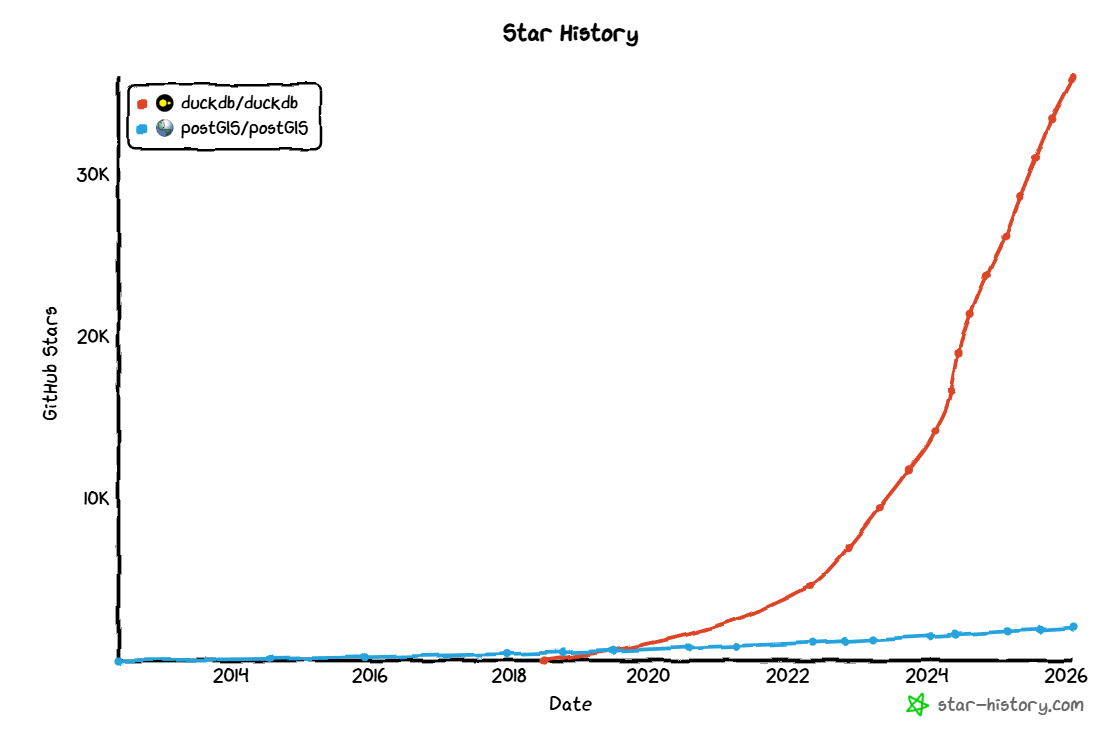 Star History
duckdb/duckdb
postGIS/postGIS
GitHub Stars
30K
20K
10K
2014 2016 2018 2020 2022 2024 2026
Date
star-history.com